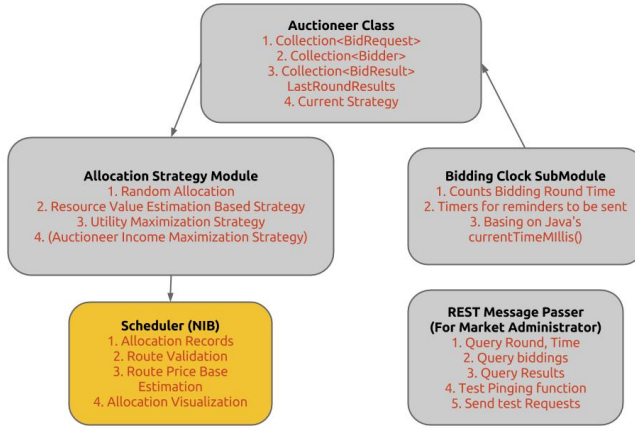 Auctioneer Class
1. Collection<BidRequest>
2. Collection<Bidder>
3. Collection<BidResult>
LastRoundResults
4. Current Strategy
Allocation Strategy Module
1. Random Allocation
2. Resource Value Estimation Based Strategy
3. Utility Maximization Strategy
4. (Auctioneer Income Maximization Strategy)
Bidding Clock SubModule
1. Counts Bidding Round Time
2. Timers for reminders to be sent
3. Basing on Java's
currentTimeMIllis()
Scheduler (NIB)
1. Allocation Records
2. Route Validation
3. Route Price Base
Estimation
4. Allocation Visualization
REST Message Passer
(For Market Administrator)
1. Query Round, Time
2. Query biddings
3. Query Results
4. Test Pinging function
5. Send test Requests